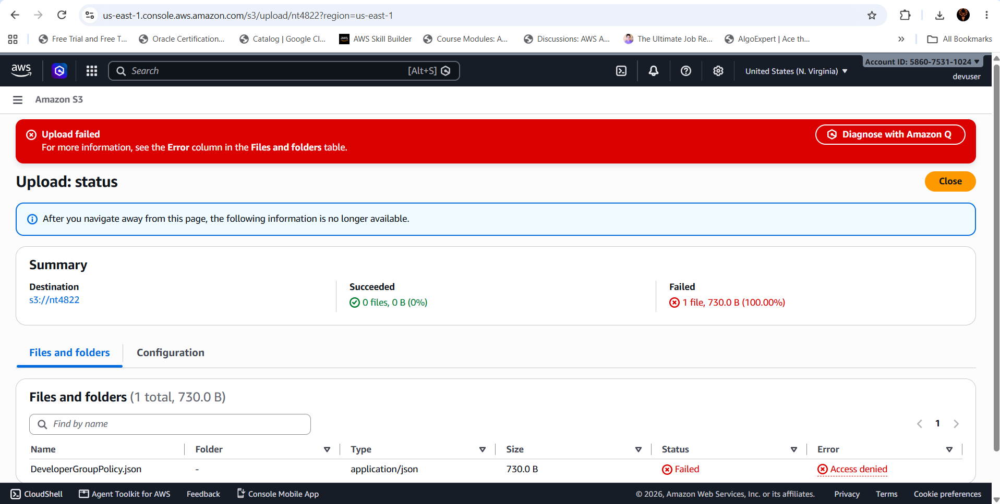 us-east-1.console.aws.amazon.com/s3/upload/nt4822?region=us-east-1
Free Trial and Free T... Oracle Certification... Catalog | Google Cl... aws AWS Skill Builder Course Modules: A... Discussions: AWS A... The Ultimate Job Re... AlgoExpert | Ace th... » All Bookmarks
aws Search [Alt+S] United States (N. Virginia) Account ID: 5860-7531-1024
devuser
Amazon S3
Upload failed
For more information, see the Error column in the Files and folders table.
Diagnose with Amazon Q
Upload: status
Close
After you navigate away from this page, the following information is no longer available.
Summary
Destination
s3://nt4822
Succeeded
0 files, 0 B (0%)
Failed
1 file, 730.0 B (100.00%)
Files and folders Configuration
Files and folders (1 total, 730.0 B)
Find by name
1
Name Folder Type Size Status Error
DeveloperGroupPolicy.json - application/json 730.0 B Failed Access denied
CloudShell Agent Toolkit for AWS Feedback Console Mobile App © 2026, Amazon Web Services, Inc. or its affiliates. Privacy Terms Cookie preferences